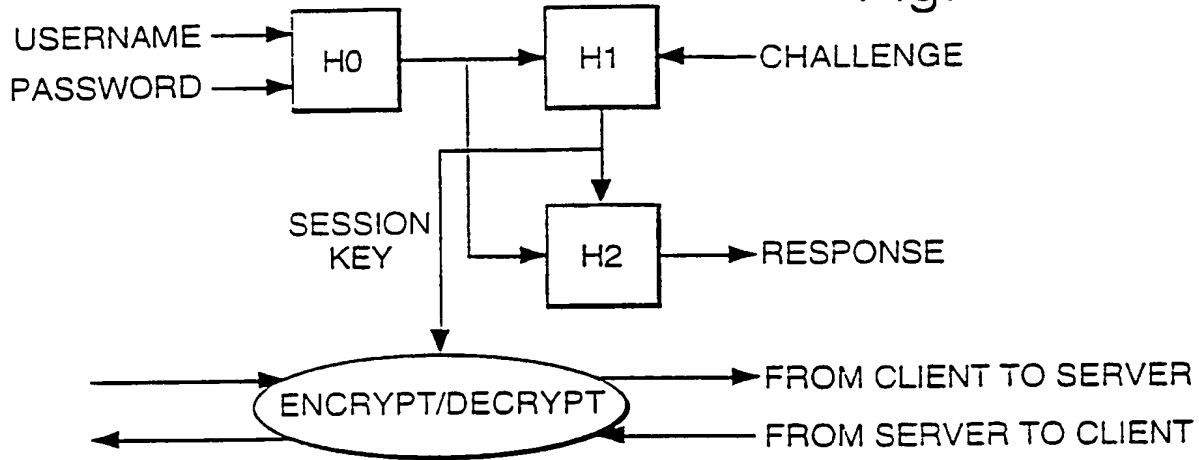 Fig.
USERNAME
PASSWORD
H0
H1
CHALLENGE
SESSION
KEY
H2
RESPONSE
ENCRYPT/DECRYPT
FROM CLIENT TO SERVER
FROM SERVER TO CLIENT